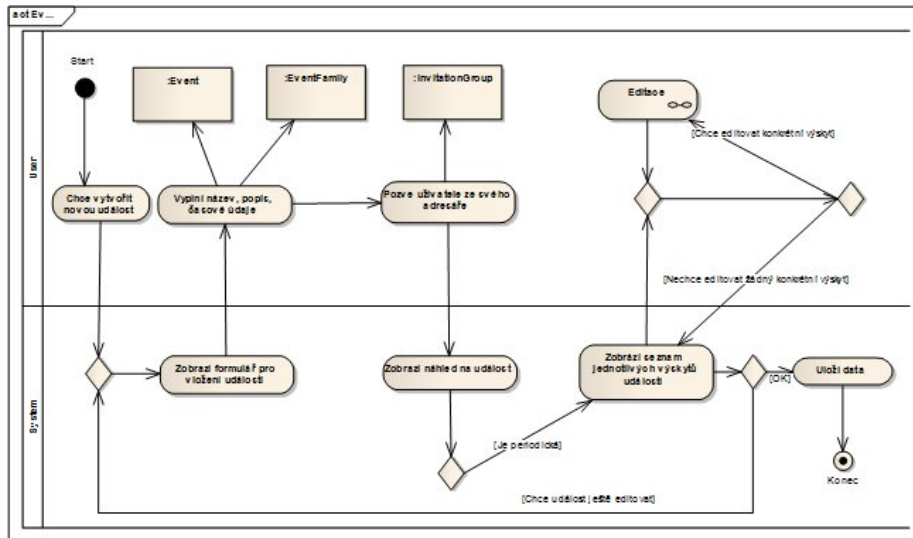 act Ev...
User
Start
:Event
:EventFamily
:InvitationGroup
Editace
[Chce editovat konkrétní výskyt]
Chce vytvořit
novou událost
Vyplní název, popis,
časové údaje
Pozve uživatele ze svého
adresáře
[Nechce editovat žádný konkrétní výskyt]
System
Zobrazí formulář pro
vložení události
Zobrazí náhled na událost
Zobrází seznam
jednotlivých výskytů
události
[OK]
Uloží data
[Je periodická]
Konec
[Chce událost ještě editovat]